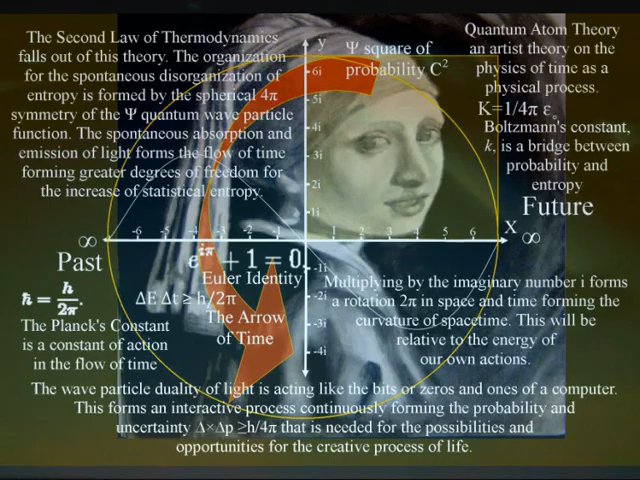 The Second Law of Thermodynamics
falls out of this theory. The organization
for the spontaneous disorganization of
entropy is formed by the spherical 4π
symmetry of the Ψ quantum wave particle
function. The spontaneous absorption and
emission of light forms the flow of time
forming greater degrees of freedom for
the increase of statistical entropy.
y
Ψ square of
probability C²
Quantum Atom Theory
an artist theory on the
physics of time as a
physical process.
K=1/4π ε。
Boltzmann's constant,
k, is a bridge between
probability and
entropy
Future
6i
5i
4i
3i
2i
1i
-6 -5 -4 -3 -2 -1 1 2 3 4 5 6 X
∞
∞
Past
e^{iπ} + 1 = 0
Euler Identity
-1i
-2i
-3i
-4i
ħ = h/2π.
ΔE Δt ≥ h/2π
The Planck's Constant
is a constant of action
in the flow of time
The Arrow
of Time
Multiplying by the imaginary number i forms
a rotation 2π in space and time forming the
curvature of spacetime. This will be
relative to the energy of
our own actions.
The wave particle duality of light is acting like the bits or zeros and ones of a computer.
This forms an interactive process continuously forming the probability and
uncertainty Δ×Δp ≥h/4π that is needed for the possibilities and
opportunities for the creative process of life.